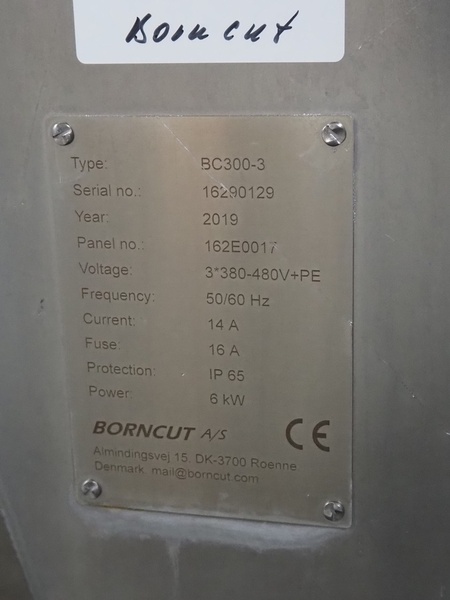 Borncut
Type: BC300-3
Serial no.: 16290129
Year: 2019
Panel no.: 162E0017
Voltage: 3*380-480V+PE
Frequency: 50/60 Hz
Current: 14 A
Fuse: 16 A
Protection: IP 65
Power: 6 kW
BORNCUT A/S CE
Almindingsvej 15, DK-3700 Roenne
Denmark, mail@borncut.com